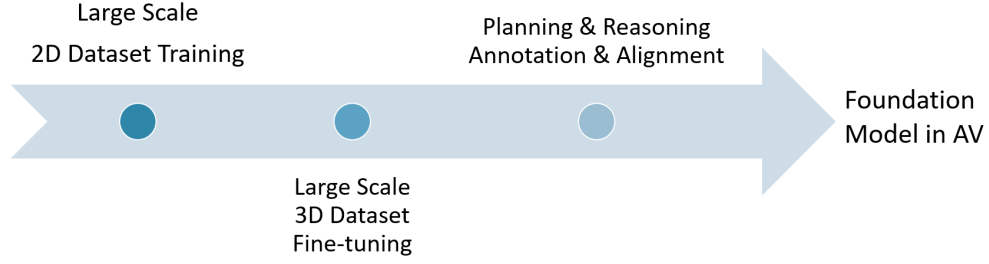 Large Scale
2D Dataset Training
Large Scale
3D Dataset
Fine-tuning
Planning & Reasoning
Annotation & Alignment
Foundation
Model in AV